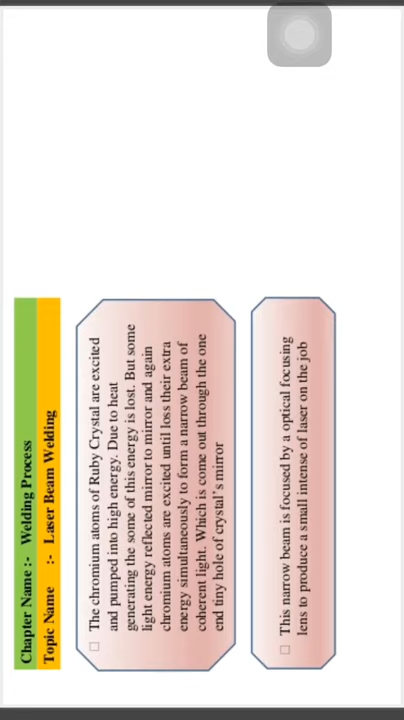 Chapter Name :- Welding Process
Topic Name :- Laser Beam Welding
The chromium atoms of Ruby Crystal are excited
and pumped into high energy. Due to heat
generating the some of this energy is lost. But some
light energy reflected mirror to mirror and again
chromium atoms are excited until loss their extra
energy simultaneously to form a narrow beam of
coherent light. Which is come out through the one
end tiny hole of crystal's mirror
This narrow beam is focused by a optical focusing
lens to produce a small intense of laser on the job